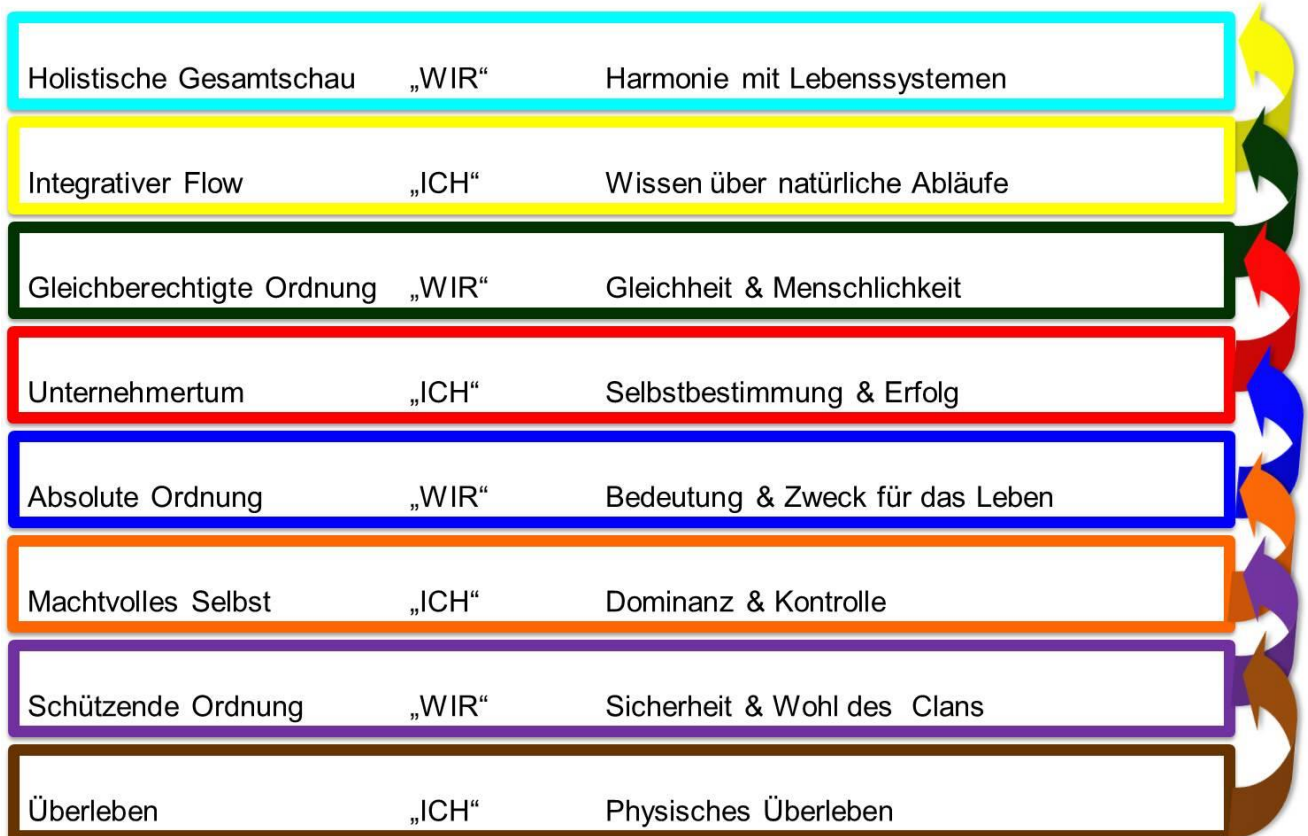 Holistische Gesamtschau „WIR“ Harmonie mit Lebenssystemen
Integrativer Flow „ICH“ Wissen über natürliche Abläufe
Gleichberechtigte Ordnung „WIR“ Gleichheit & Menschlichkeit
Unternehmertum „ICH“ Selbstbestimmung & Erfolg
Absolute Ordnung „WIR“ Bedeutung & Zweck für das Leben
Machtvolles Selbst „ICH“ Dominanz & Kontrolle
Schützende Ordnung „WIR“ Sicherheit & Wohl des Clans
Überleben „ICH“ Physisches Überleben